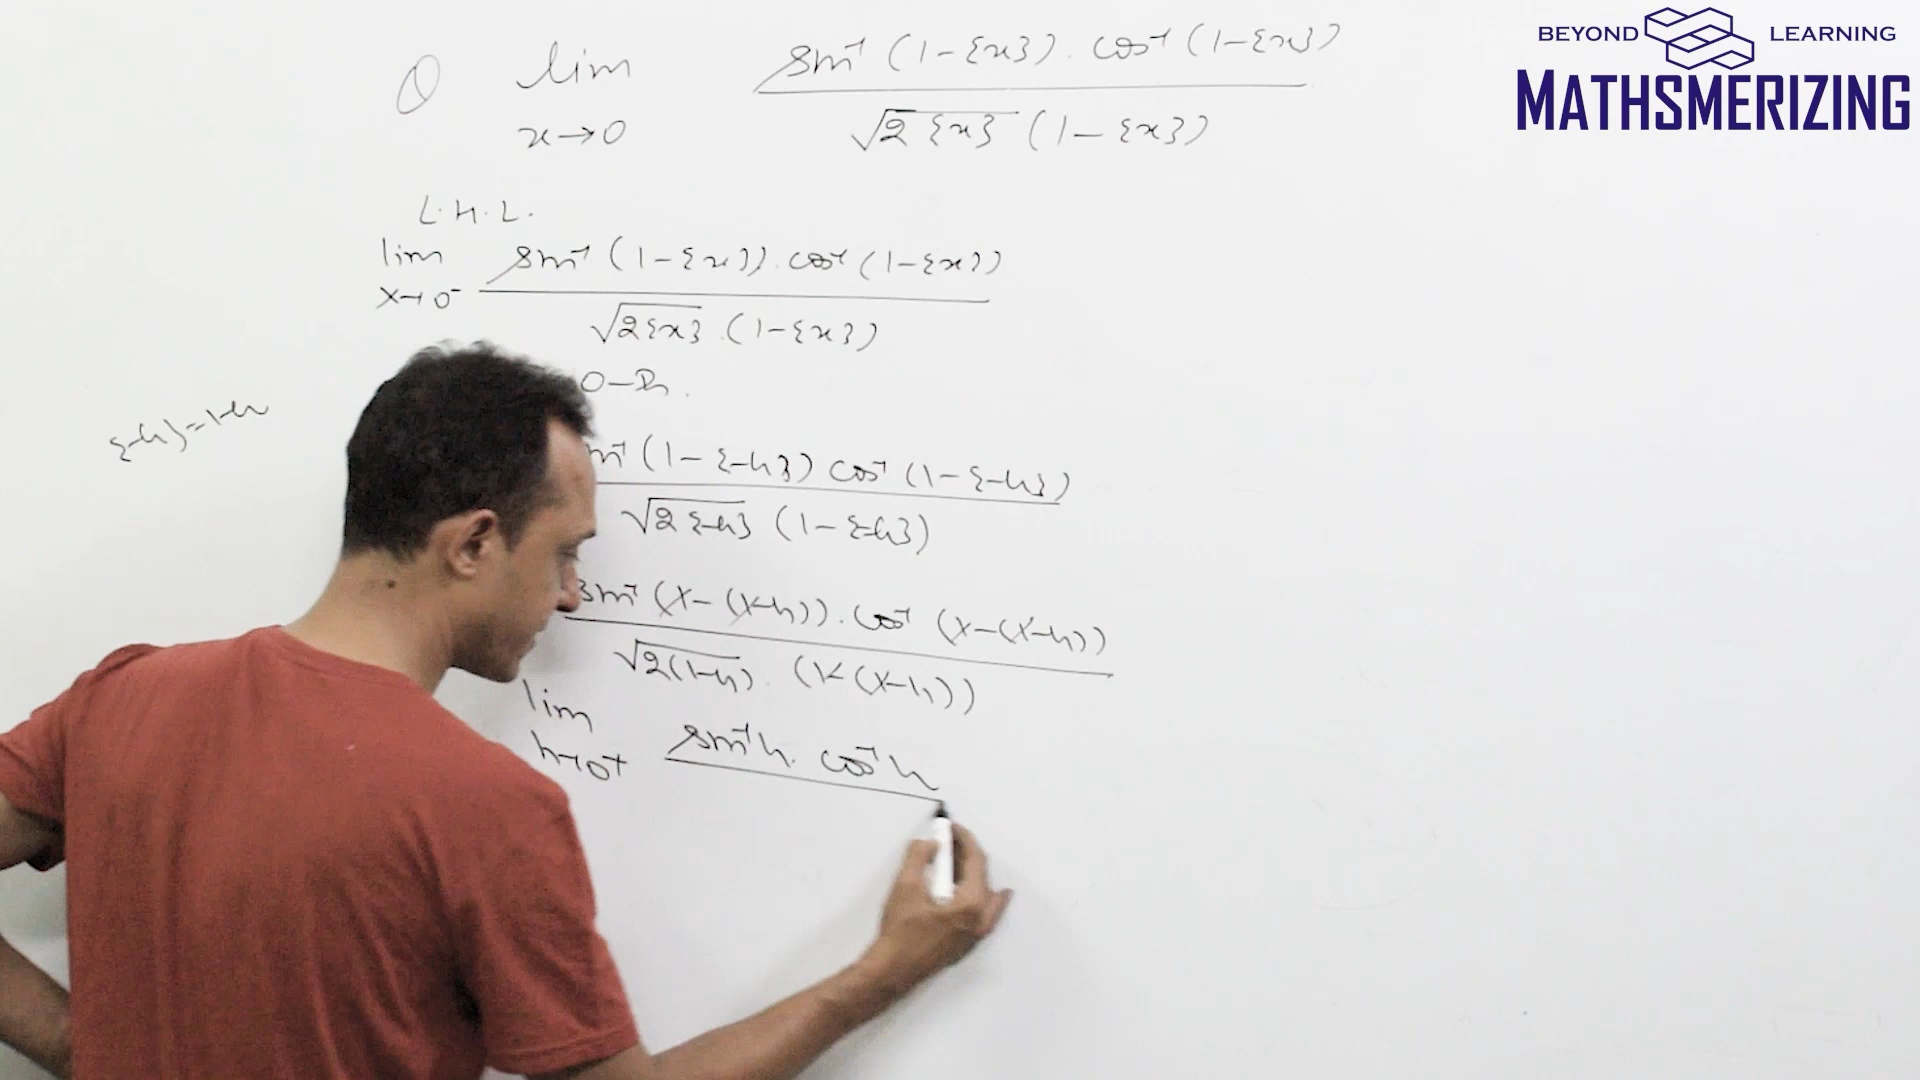 BEYOND LEARNING
MATHSMERIZING
Q lim x→0 sin⁻¹(1-{x}).cos⁻¹(1-{x}) / √2{x} (1-{x})
L.H.L.
lim x→0⁻ sin⁻¹(1-{x}).cos⁻¹(1-{x}) / √2{x} .(1-{x})
0-h.
{-h}=1-h
sin⁻¹(1-{-h}) cos⁻¹(1-{-h}) / √2{-h} (1-{-h})
sin⁻¹(1-(1-h)).cos⁻¹(1-(1-h)) / √2(1-h). (1-(1-h))
lim h→0⁺ sin⁻¹h. cos⁻¹h